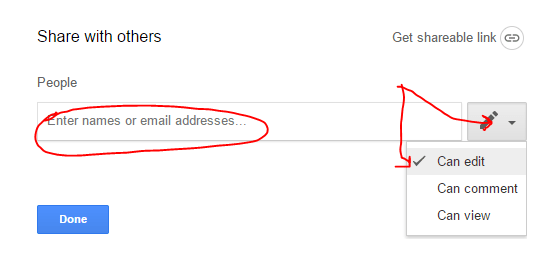 Share with others
Get shareable link
People
Enter names or email addresses...
Can edit
Can comment
Can view
Done